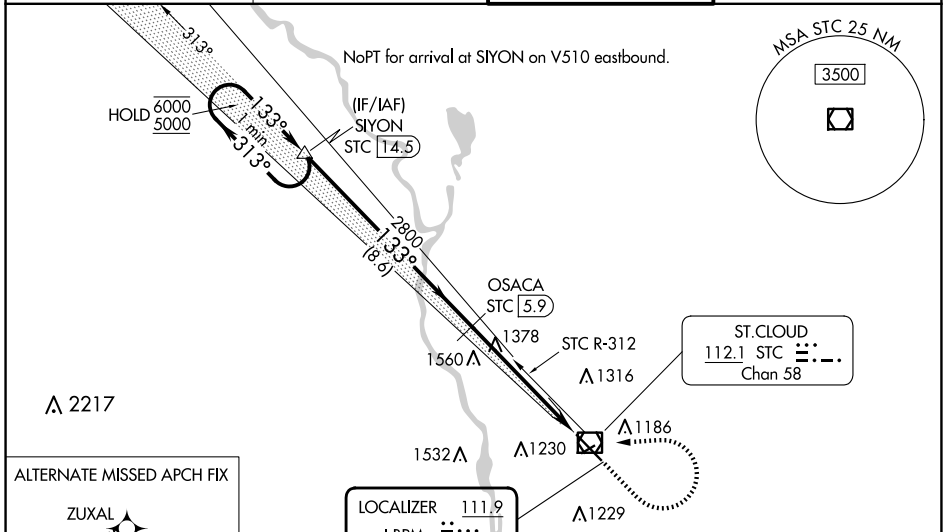 313°
NoPT for arrival at SIYON on V510 eastbound.
MSA STC 25 NM
3500
HOLD 6000
5000
133°
1 min
313°
(IF/IAF)
SIYON
STC 14.5
2800
133°
(8.6)
OSACA
STC 5.9
1378
1560
STC R-312
1316
ST.CLOUD
112.1 STC
Chan 58
2217
1186
1230
1532
1229
ALTERNATE MISSED APCH FIX
ZUXAL
LOCALIZER 111.9